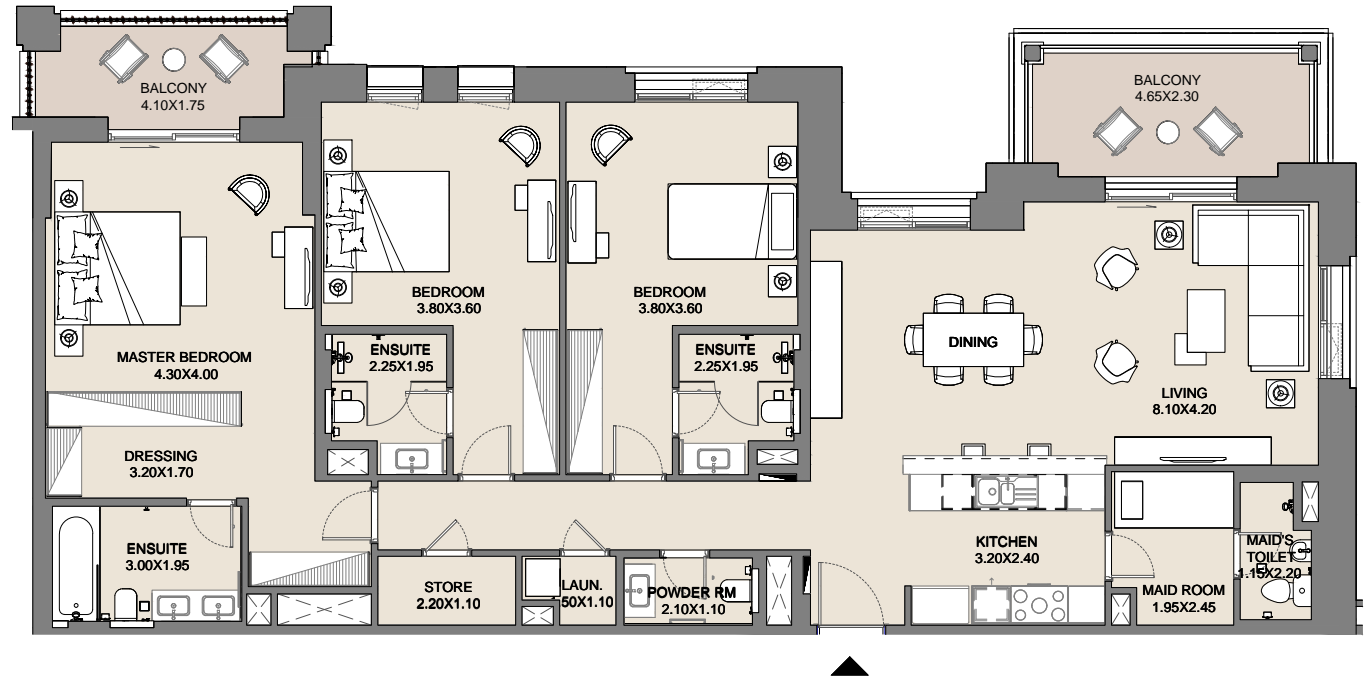 BALCONY
4.10X1.75
BALCONY
4.65X2.30
BEDROOM
3.80X3.60
BEDROOM
3.80X3.60
MASTER BEDROOM
4.30X4.00
ENSUITE
2.25X1.95
ENSUITE
2.25X1.95
DINING
LIVING
8.10X4.20
DRESSING
3.20X1.70
ENSUITE
3.00X1.95
KITCHEN
3.20X2.40
MAID'S
TOILET
1.15X2.20
STORE
2.20X1.10
LAUN.
50X1.10
POWDER RM
2.10X1.10
MAID ROOM
1.95X2.45